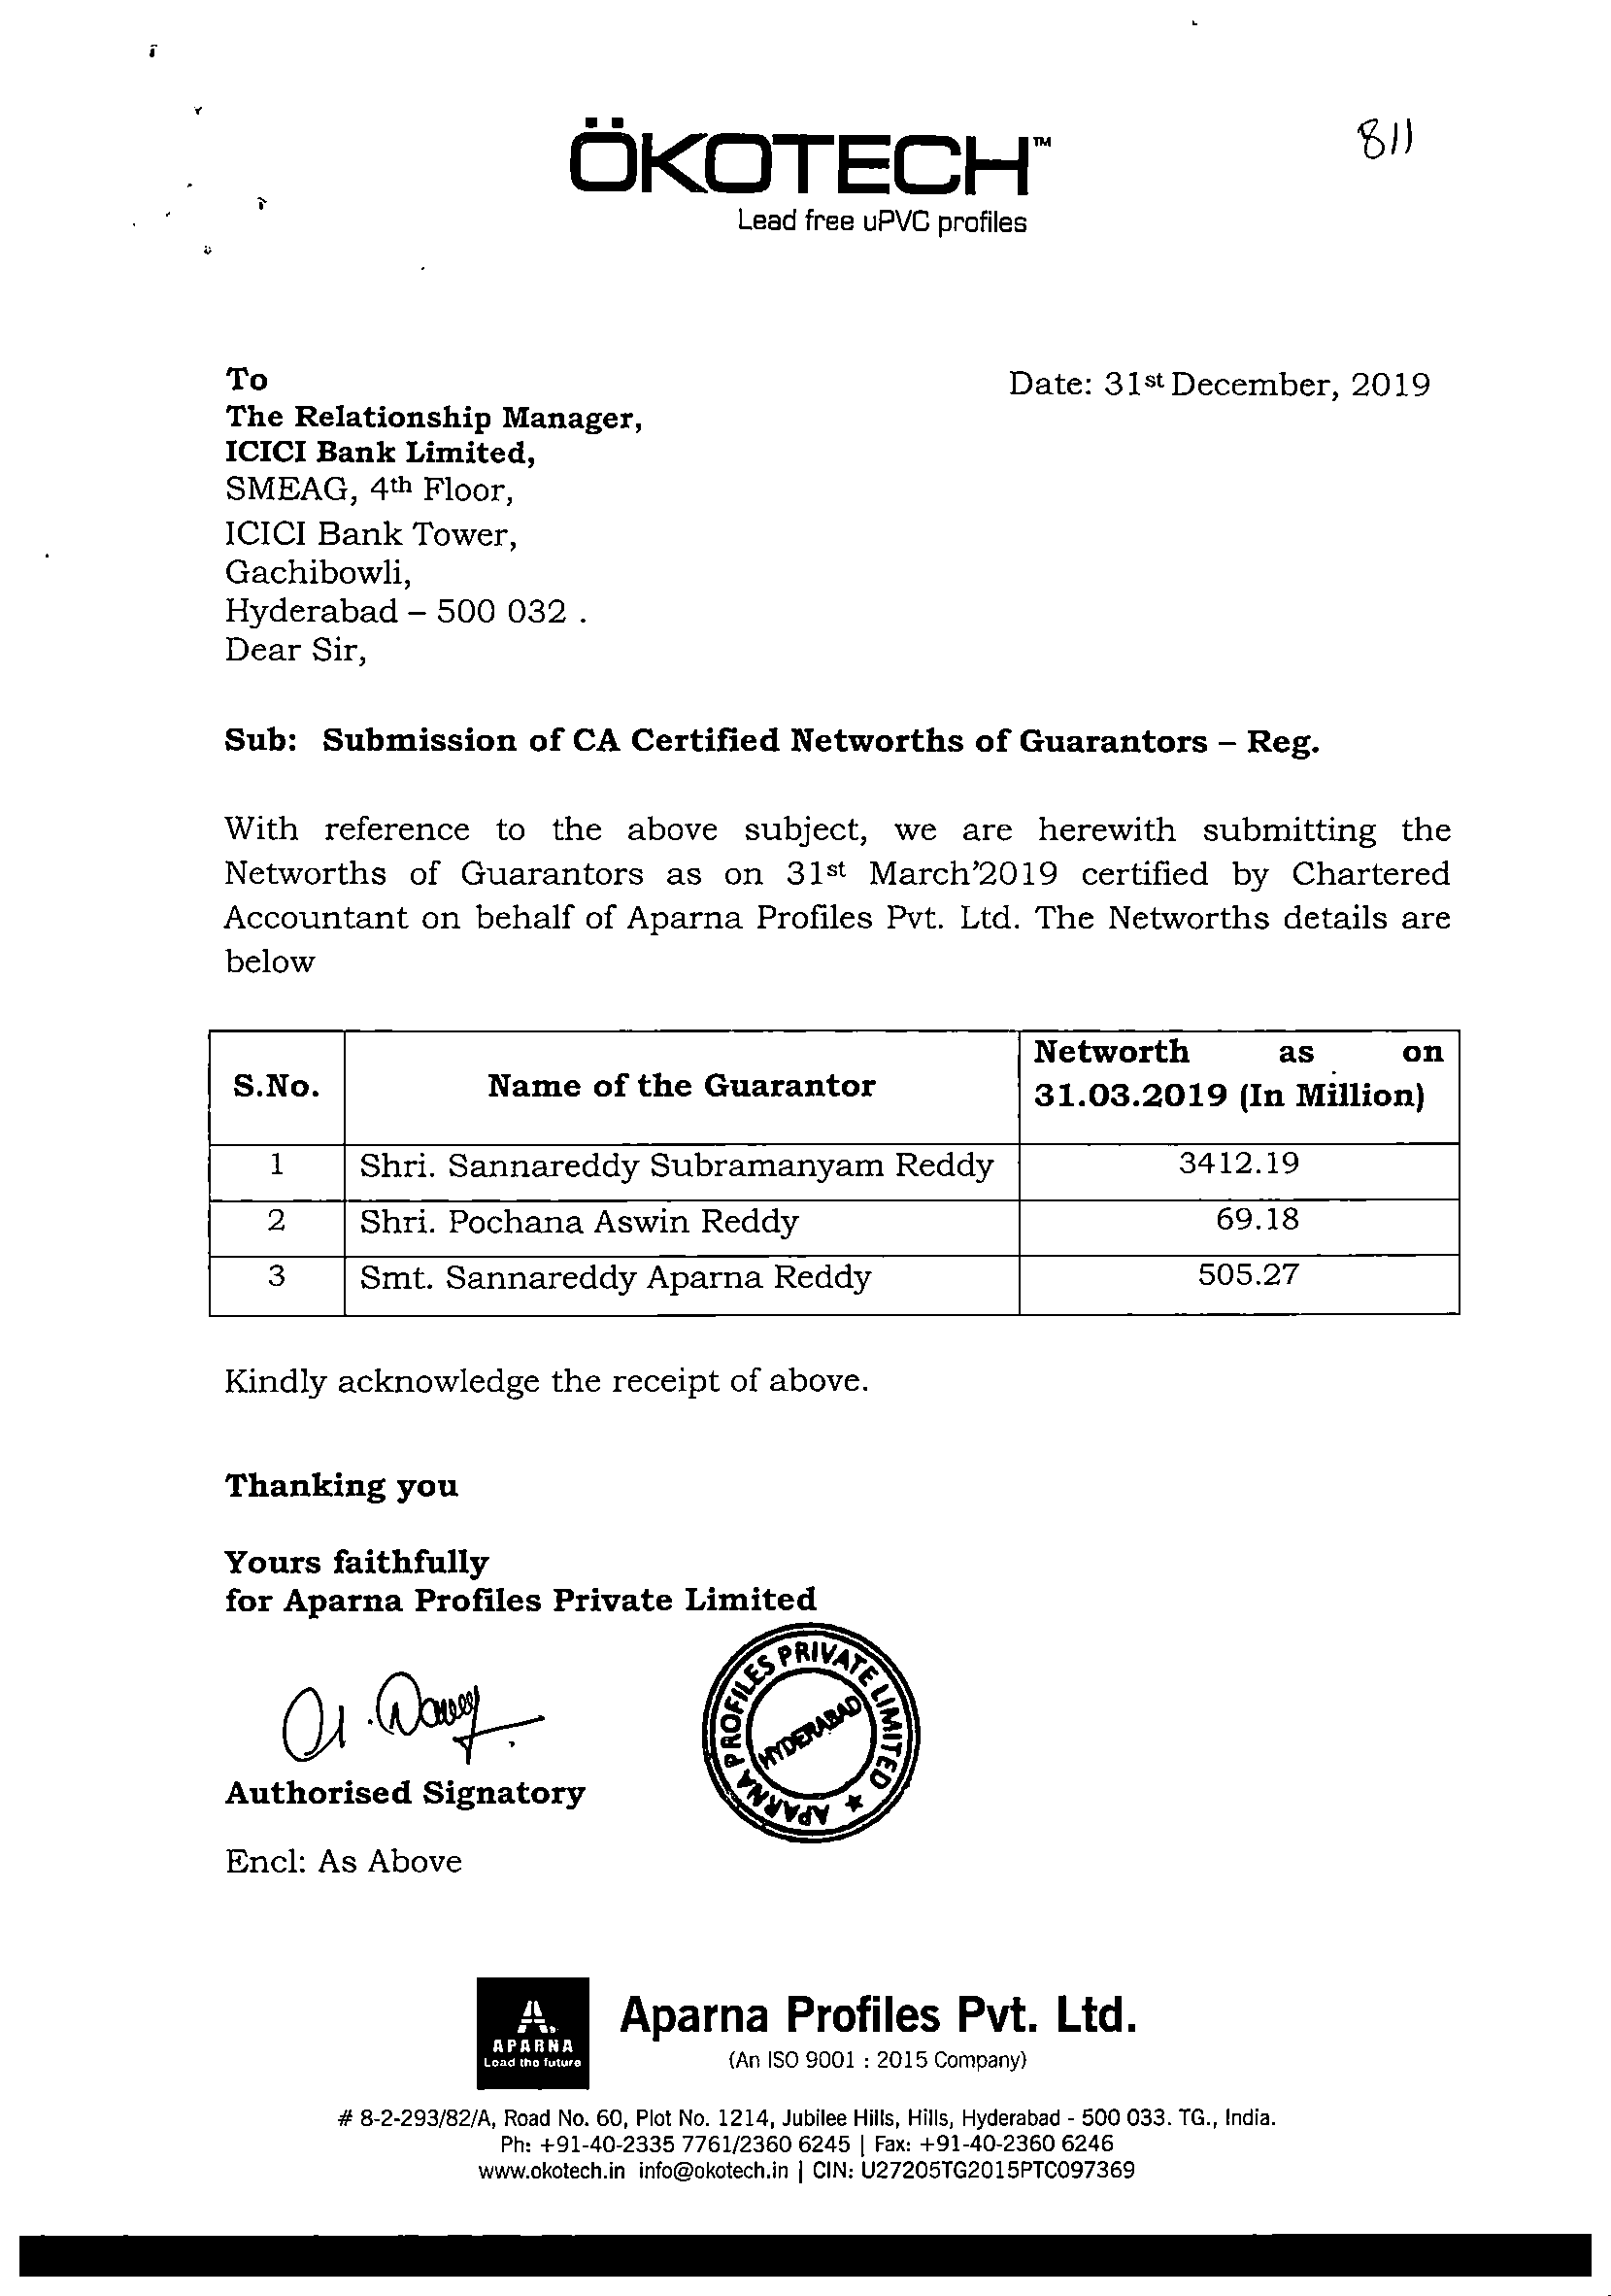 ÖKOTECH™
811
Lead free uPVC profiles
To
Date: 31st December, 2019
The Relationship Manager,
ICICI Bank Limited,
SMEAG, 4th Floor,
ICICI Bank Tower,
Gachibowli,
Hyderabad – 500 032 .
Dear Sir,
Sub: Submission of CA Certified Networths of Guarantors – Reg.
With reference to the above subject, we are herewith submitting the
Networths of Guarantors as on 31st March'2019 certified by Chartered
Accountant on behalf of Aparna Profiles Pvt. Ltd. The Networths details are
below
S.No. Name of the Guarantor Networth as on
31.03.2019 (In Million)
1 Shri. Sannareddy Subramanyam Reddy 3412.19
2 Shri. Pochana Aswin Reddy 69.18
3 Smt. Sannareddy Aparna Reddy 505.27
Kindly acknowledge the receipt of above.
Thanking you
Yours faithfully
for Aparna Profiles Private Limited
APARNA PROFILES PRIVATE LIMITED ★
HYDERABAD
Authorised Signatory
Encl: As Above
APARNA
Lead the future
Aparna Profiles Pvt. Ltd.
(An ISO 9001 : 2015 Company)
# 8-2-293/82/A, Road No. 60, Plot No. 1214, Jubilee Hills, Hills, Hyderabad - 500 033. TG., India.
Ph: +91-40-2335 7761/2360 6245 | Fax: +91-40-2360 6246
www.okotech.in info@okotech.in | CIN: U27205TG2015PTC097369